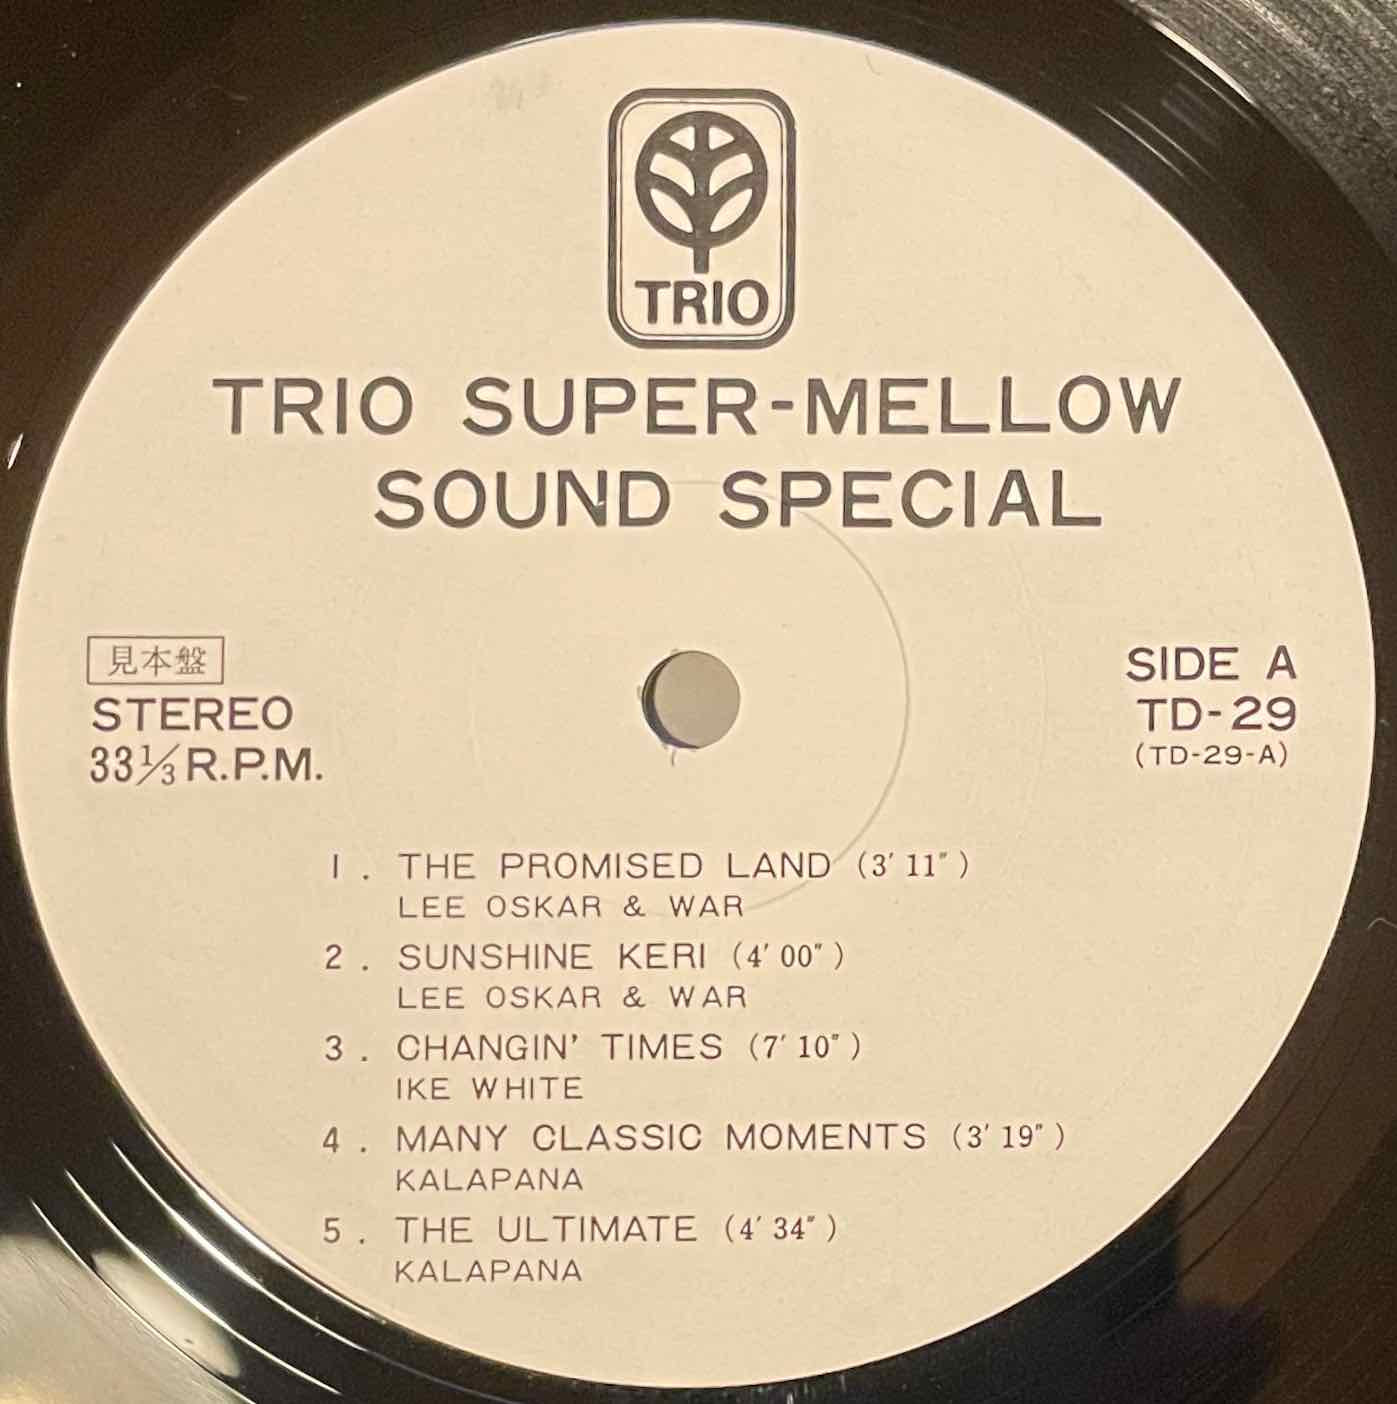 TRIO
TRIO SUPER-MELLOW
SOUND SPECIAL
見本盤
STEREO
33⅓ R.P.M.
SIDE A
TD-29
(TD-29-A)
1. THE PROMISED LAND (3′11″)
LEE OSKAR & WAR
2. SUNSHINE KERI (4′00″)
LEE OSKAR & WAR
3. CHANGIN' TIMES (7′10″)
IKE WHITE
4. MANY CLASSIC MOMENTS (3′19″)
KALAPANA
5. THE ULTIMATE (4′34″)
KALAPANA